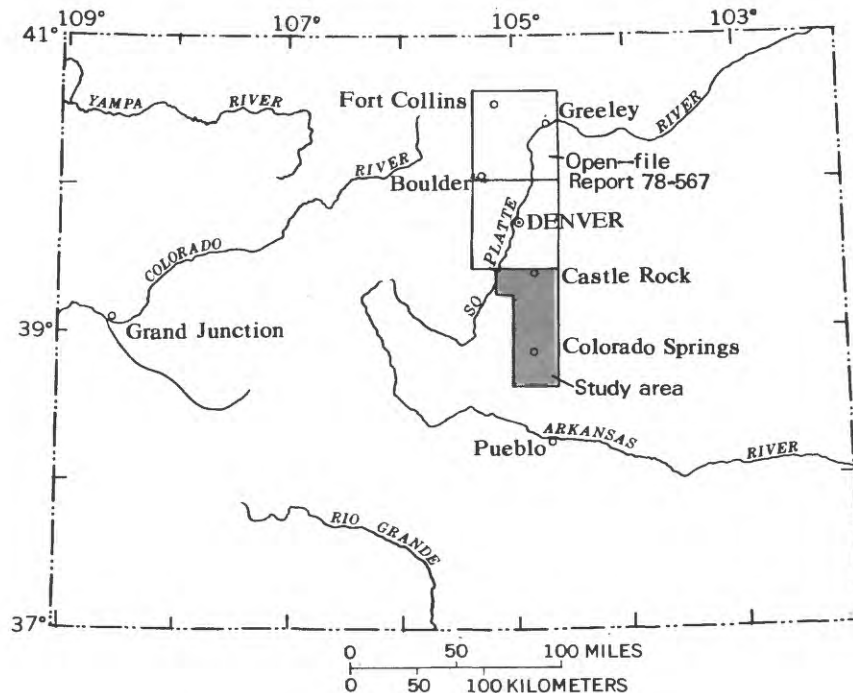 109° 107° 105° 103°
41°
Fort Collins
Greeley
YAMPA RIVER
RIVER
Open-file
Report 78-567
Boulder
COLORADO RIVER
SO PLATTE
DENVER
Castle Rock
39°
Grand Junction
Colorado Springs
Study area
ARKANSAS RIVER
Pueblo
RIO GRANDE
37°
0 50 100 MILES
0 50 100 KILOMETERS